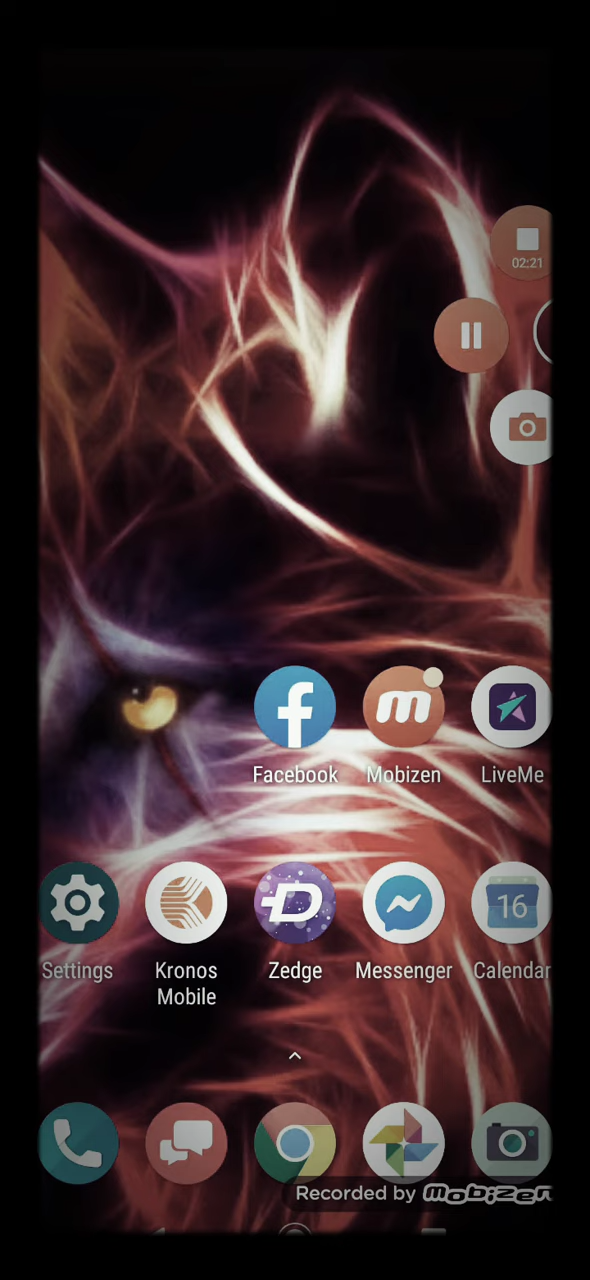 02:21
Facebook
Mobizen
LiveMe
16
Settings
Kronos
Mobile
Zedge
Messenger
Calendar
Recorded by mobizen